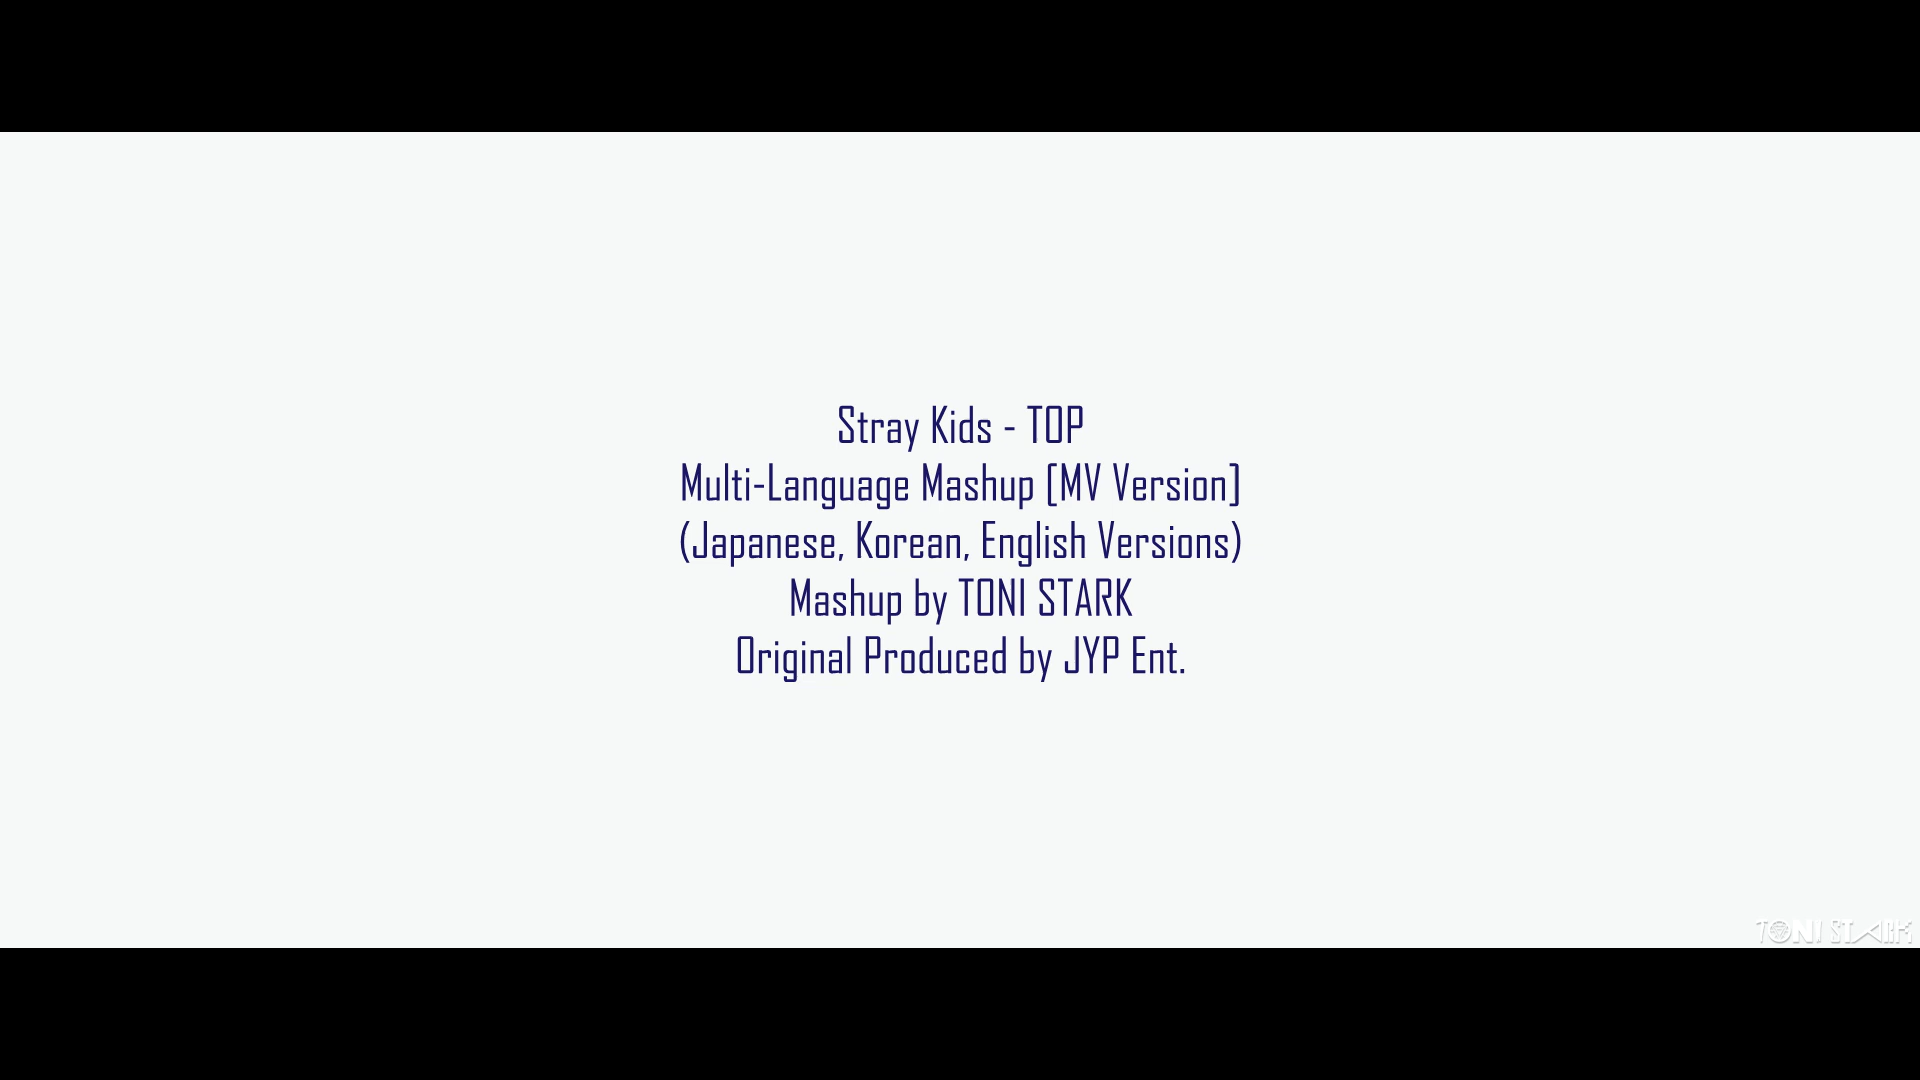 Stray Kids - TOP
Multi-Language Mashup [MV Version]
(Japanese, Korean, English Versions)
Mashup by TONI STARK
Original Produced by JYP Ent.
TONI STARK